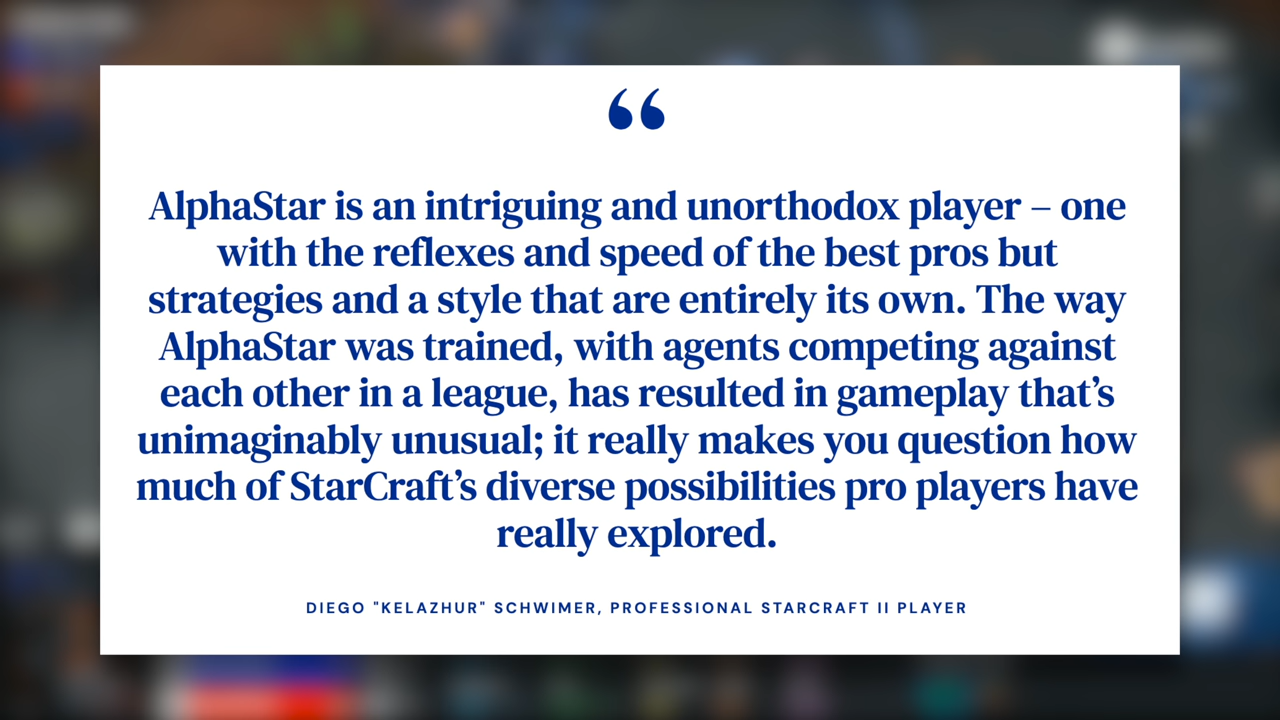 “
AlphaStar is an intriguing and unorthodox player – one
with the reflexes and speed of the best pros but
strategies and a style that are entirely its own. The way
AlphaStar was trained, with agents competing against
each other in a league, has resulted in gameplay that’s
unimaginably unusual; it really makes you question how
much of StarCraft’s diverse possibilities pro players have
really explored.
DIEGO "KELAZHUR" SCHWIMER, PROFESSIONAL STARCRAFT II PLAYER